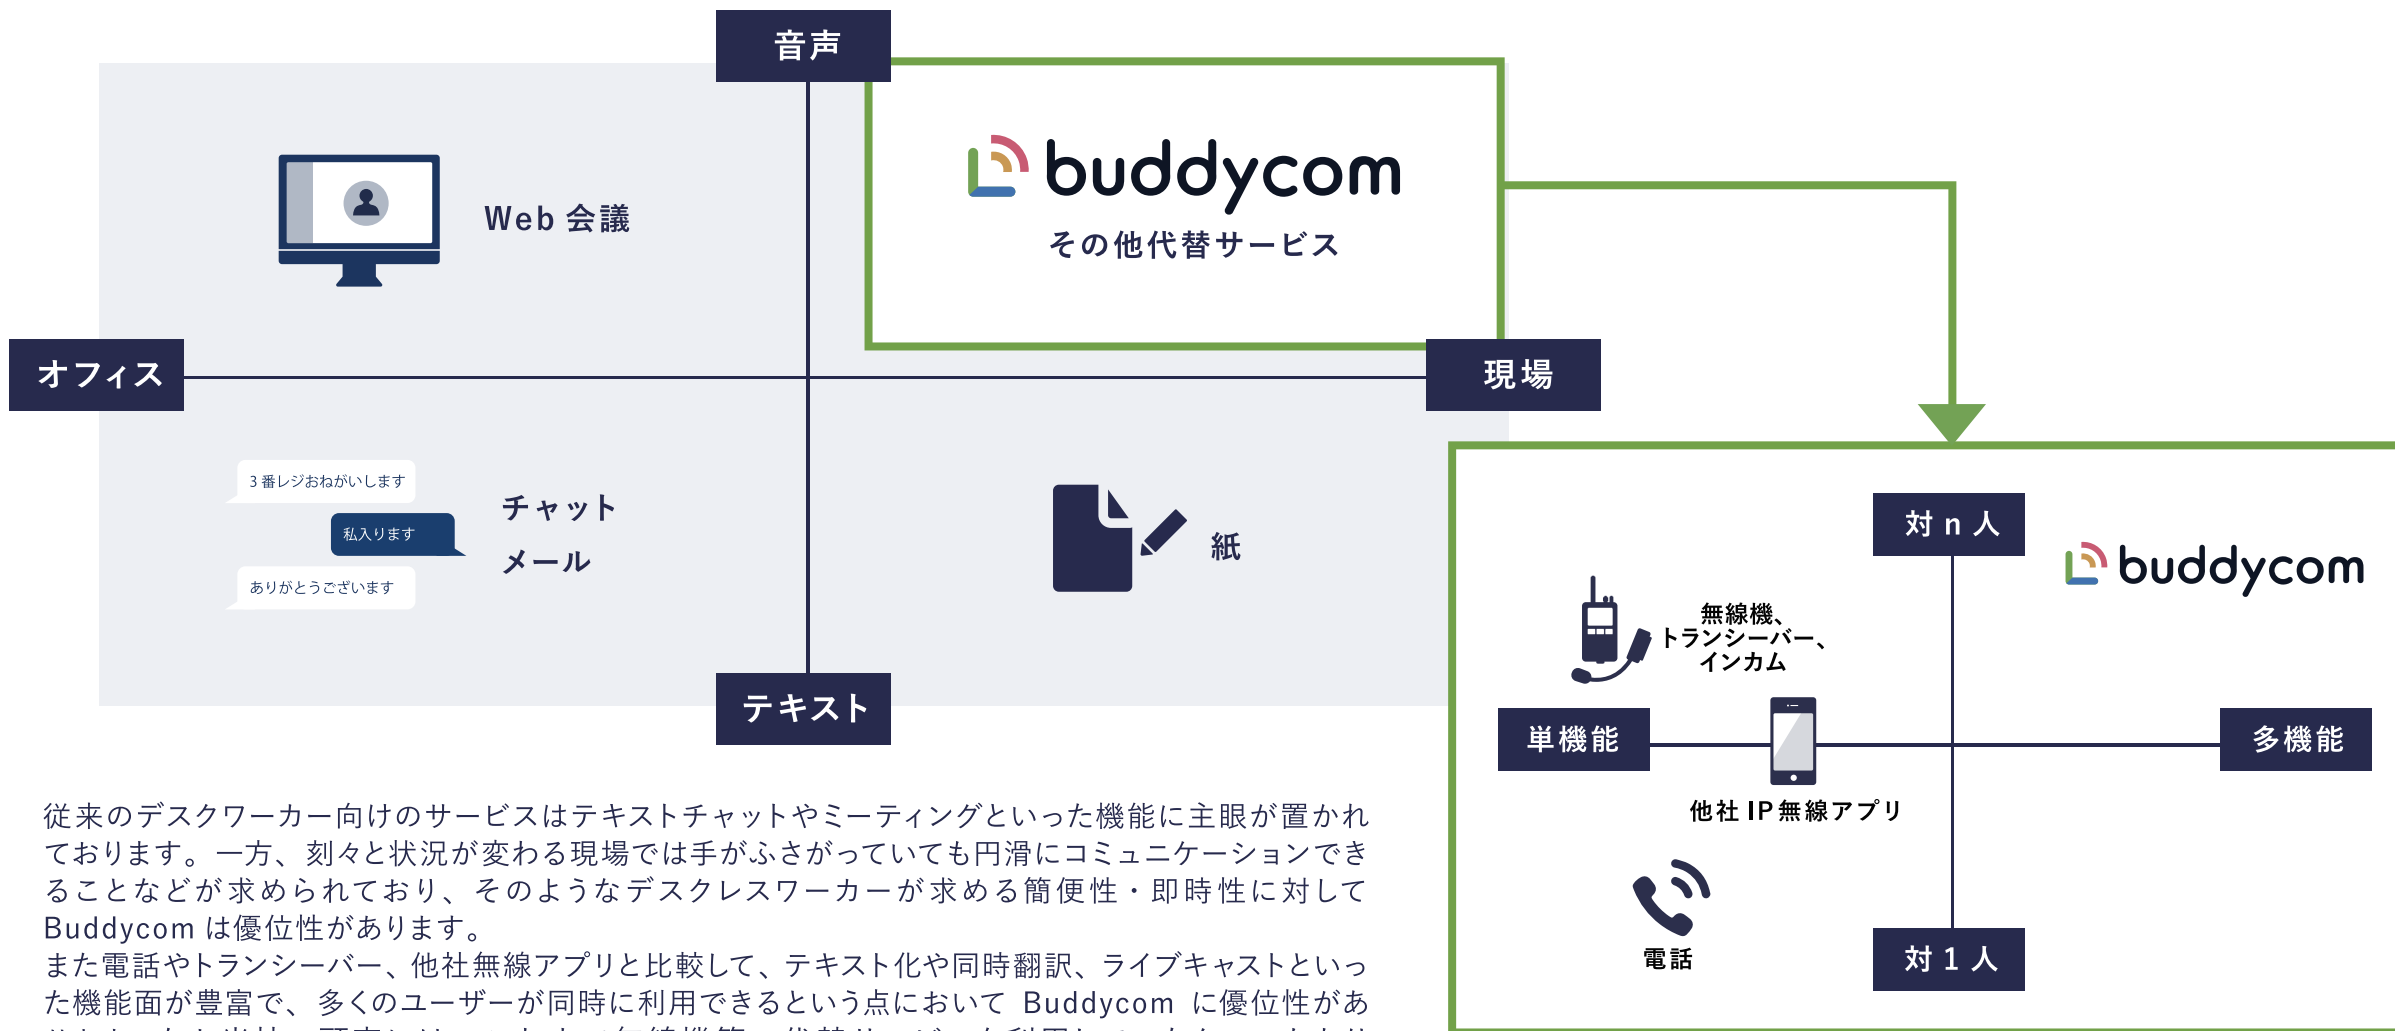 音声
buddycom
その他代替サービス
Web 会議
オフィス
現場
3 番レジおねがいします
私入ります
ありがとうございます
チャット
メール
紙
テキスト
対 n 人
buddycom
無線機、
トランシーバー、
インカム
単機能
多機能
他社 IP 無線アプリ
電話
対 1 人
従来のデスクワーカー向けのサービスはテキストチャットやミーティングといった機能に主眼が置かれ
ております。一方、刻々と状況が変わる現場では手がふさがっていても円滑にコミュニケーションでき
ることなどが求められており、そのようなデスクレスワーカーが求める簡便性・即時性に対して
Buddycom は優位性があります。
また電話やトランシーバー、他社無線アプリと比較して、テキスト化や同時翻訳、ライブキャストといっ
た機能面が豊富で、多くのユーザーが同時に利用できるという点において Buddycom に優位性があ